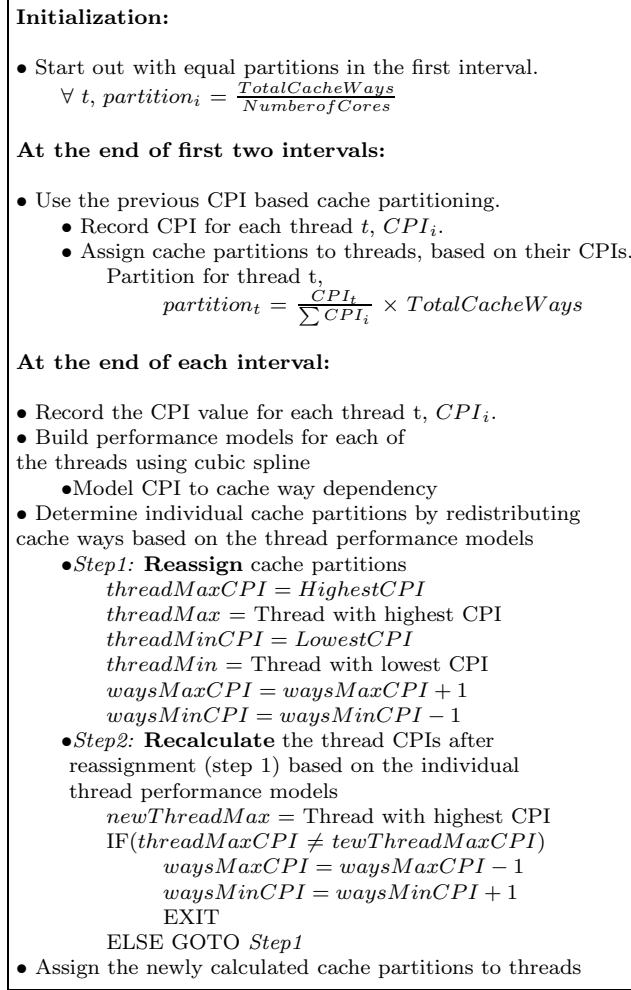 Initialization:
• Start out with equal partitions in the first interval.
∀ t, partition_i = \frac{TotalCacheWays}{NumberofCores}
At the end of first two intervals:
• Use the previous CPI based cache partitioning.
• Record CPI for each thread t, CPI_i.
• Assign cache partitions to threads, based on their CPIs.
Partition for thread t,
partition_t = \frac{CPI_t}{\sum CPI_i} × TotalCacheWays
At the end of each interval:
• Record the CPI value for each thread t, CPI_i.
• Build performance models for each of
the threads using cubic spline
•Model CPI to cache way dependency
• Determine individual cache partitions by redistributing
cache ways based on the thread performance models
•Step1: Reassign cache partitions
threadMaxCPI = HighestCPI
threadMax = Thread with highest CPI
threadMinCPI = LowestCPI
threadMin = Thread with lowest CPI
waysMaxCPI = waysMaxCPI + 1
waysMinCPI = waysMinCPI − 1
•Step2: Recalculate the thread CPIs after
reassignment (step 1) based on the individual
thread performance models
newThreadMax = Thread with highest CPI
IF(threadMaxCPI ≠ tewThreadMaxCPI)
waysMaxCPI = waysMaxCPI − 1
waysMinCPI = waysMinCPI + 1
EXIT
ELSE GOTO Step1
• Assign the newly calculated cache partitions to threads